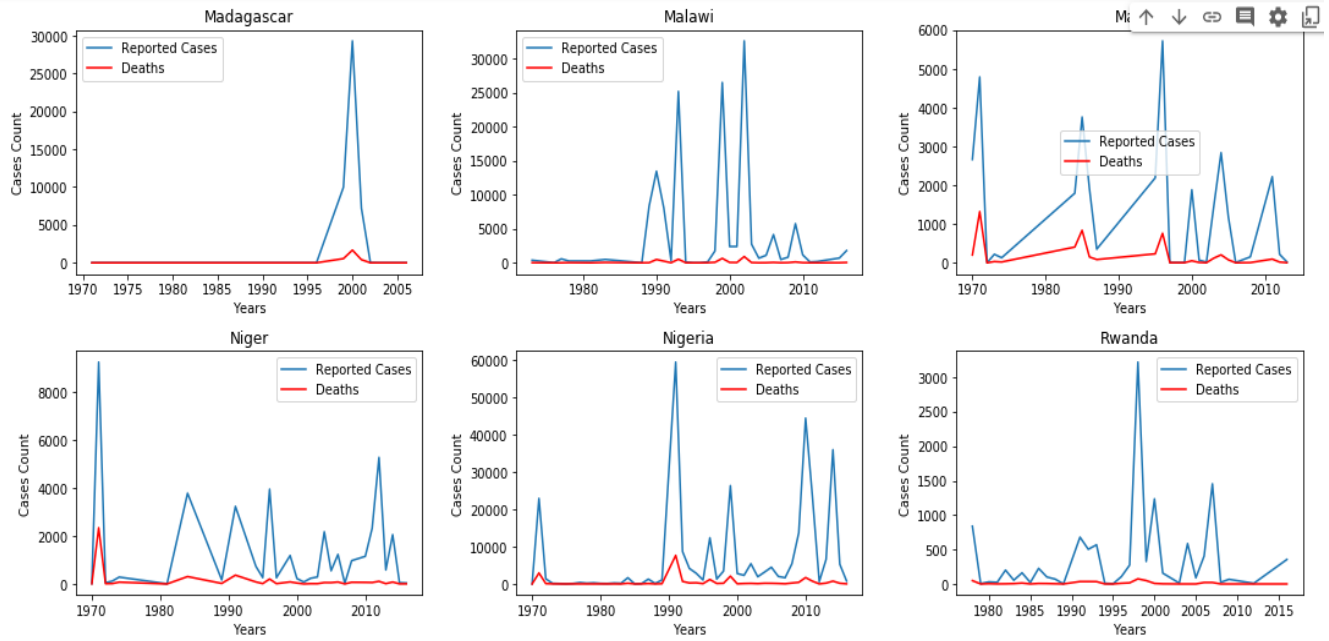 Madagascar
Reported Cases
Deaths
Cases Count
30000
25000
20000
15000
10000
5000
0
1970 1975 1980 1985 1990 1995 2000 2005
Years
Malawi
Reported Cases
Deaths
Cases Count
30000
25000
20000
15000
10000
5000
0
1980 1990 2000 2010
Years
Ma
Reported Cases
Deaths
Cases Count
6000
5000
4000
3000
2000
1000
0
1970 1980 1990 2000 2010
Years
Niger
Reported Cases
Deaths
Cases Count
8000
6000
4000
2000
0
1970 1980 1990 2000 2010
Years
Nigeria
Reported Cases
Deaths
Cases Count
60000
50000
40000
30000
20000
10000
0
1970 1980 1990 2000 2010
Years
Rwanda
Reported Cases
Deaths
Cases Count
3000
2500
2000
1500
1000
500
0
1980 1985 1990 1995 2000 2005 2010 2015
Years